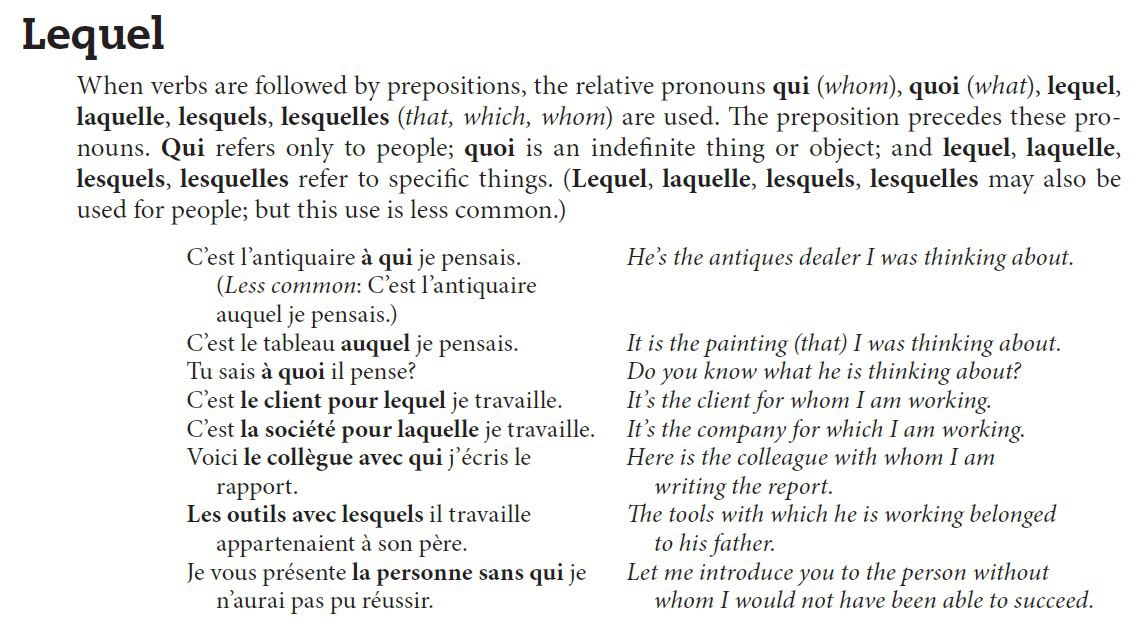 Lequel
When verbs are followed by prepositions, the relative pronouns qui (whom), quoi (what), lequel,
laquelle, lesquels, lesquelles (that, which, whom) are used. The preposition precedes these pro-
nouns. Qui refers only to people; quoi is an indefinite thing or object; and lequel, laquelle,
lesquels, lesquelles refer to specific things. (Lequel, laquelle, lesquels, lesquelles may also be
used for people; but this use is less common.)
C’est l’antiquaire à qui je pensais. He’s the antiques dealer I was thinking about.
(Less common: C’est l’antiquaire
auquel je pensais.)
C’est le tableau auquel je pensais. It is the painting (that) I was thinking about.
Tu sais à quoi il pense? Do you know what he is thinking about?
C’est le client pour lequel je travaille. It’s the client for whom I am working.
C’est la société pour laquelle je travaille. It’s the company for which I am working.
Voici le collègue avec qui j’écris le Here is the colleague with whom I am
rapport. writing the report.
Les outils avec lesquels il travaille The tools with which he is working belonged
appartenaient à son père. to his father.
Je vous présente la personne sans qui je Let me introduce you to the person without
n’aurai pas pu réussir. whom I would not have been able to succeed.